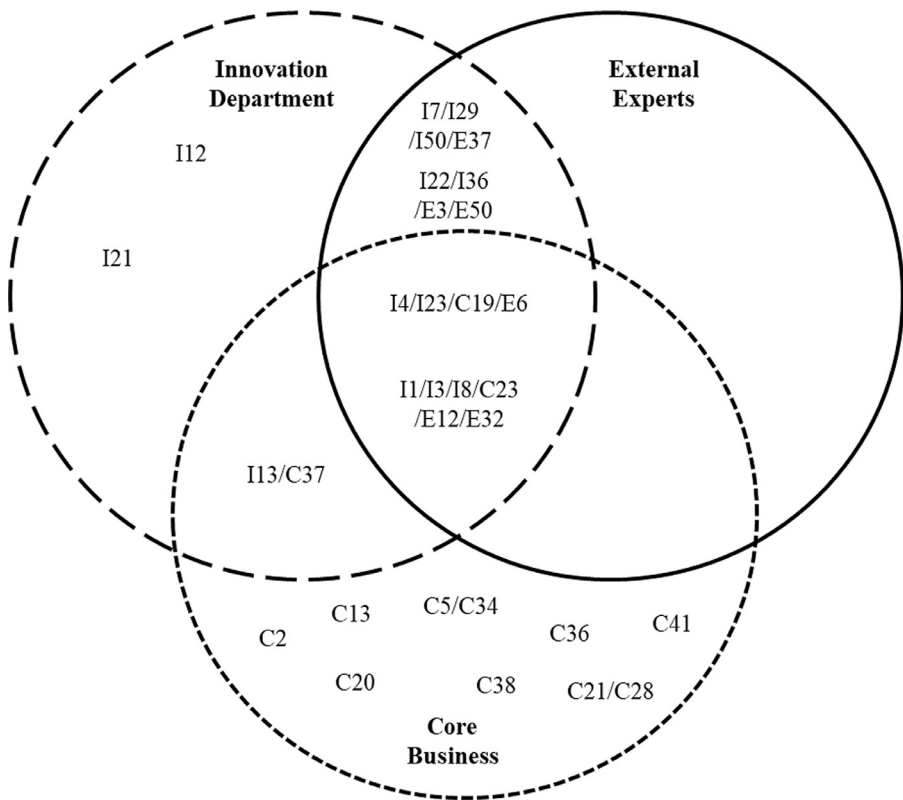 Innovation
Department
External
Experts
I7/I29
/I50/E37
I12
I22/I36
/E3/E50
I21
I4/I23/C19/E6
I1/I3/I8/C23
/E12/E32
I13/C37
C5/C34
C13
C41
C36
C2
C20
C38
C21/C28
Core
Business